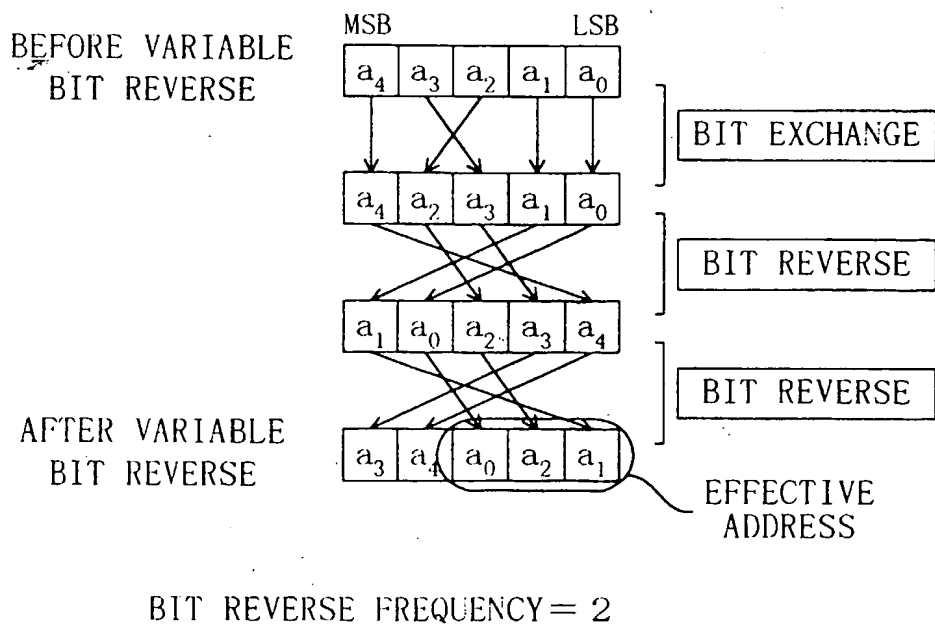 MSB LSB
BEFORE VARIABLE
BIT REVERSE
a₄ a₃ a₂ a₁ a₀
BIT EXCHANGE
a₄ a₂ a₃ a₁ a₀
BIT REVERSE
a₁ a₀ a₂ a₃ a₄
BIT REVERSE
AFTER VARIABLE
BIT REVERSE
a₃ a₄ a₀ a₂ a₁
EFFECTIVE
ADDRESS
BIT REVERSE FREQUENCY = 2